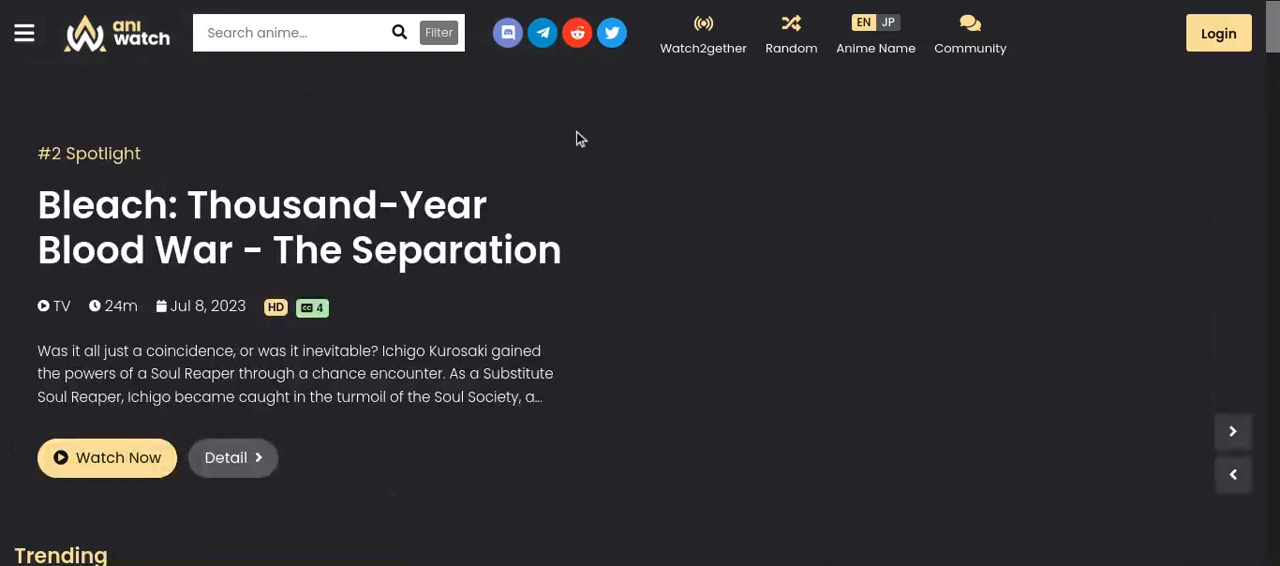 ani
watch
Search anime...
Filter
Watch2gether
Random
EN JP
Anime Name
Community
Login
#2 Spotlight
Bleach: Thousand-Year
Blood War - The Separation
TV 24m Jul 8, 2023 HD CC 4
Was it all just a coincidence, or was it inevitable? Ichigo Kurosaki gained
the powers of a Soul Reaper through a chance encounter. As a Substitute
Soul Reaper, Ichigo became caught in the turmoil of the Soul Society, a...
Watch Now
Detail
Trending